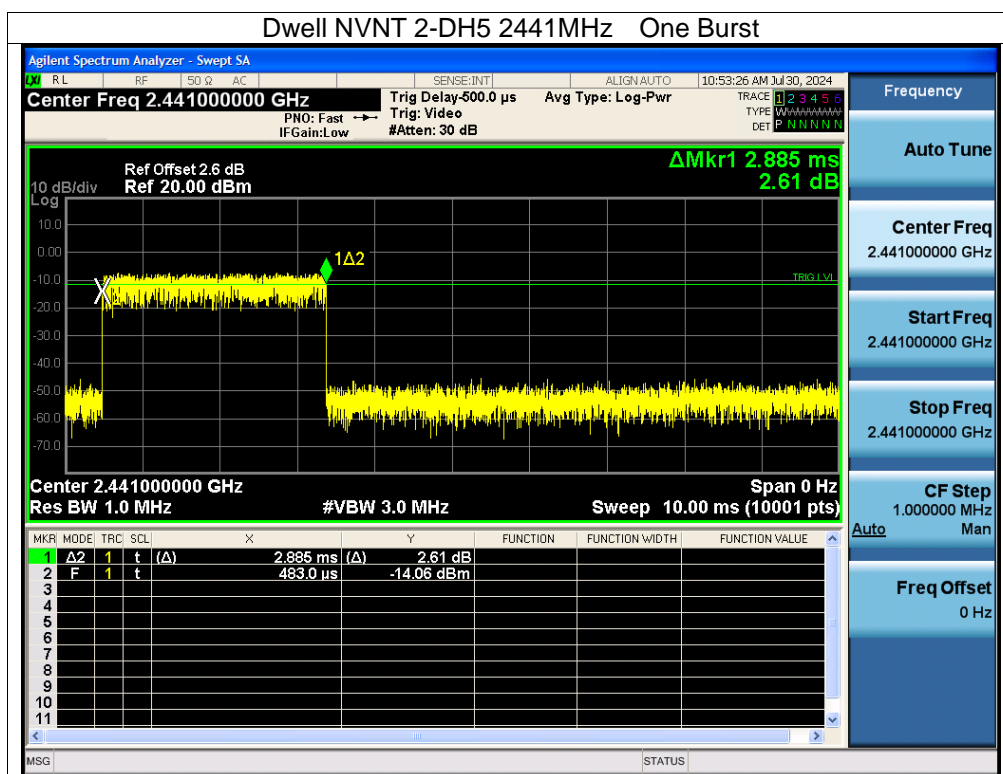 Dwell NVNT 2-DH5 2441MHz One Burst
Agilent Spectrum Analyzer - Swept SA
LXI RL RF 50 Ω AC SENSE:INT ALIGN AUTO 10:53:26 AM Jul 30, 2024
Center Freq 2.441000000 GHz Trig Delay-500.0 µs Avg Type: Log-Pwr TRACE 1 2 3 4 5 6
PNO: Fast Trig: Video TYPE WWWWWW
IFGain:Low #Atten: 30 dB DET P N N N N N
Frequency
Auto Tune
Center Freq
2.441000000 GHz
Start Freq
2.441000000 GHz
Stop Freq
2.441000000 GHz
CF Step
1.000000 MHz
Auto Man
Freq Offset
0 Hz
ΔMkr1 2.885 ms
2.61 dB
Ref Offset 2.6 dB
10 dB/div Ref 20.00 dBm
Log
10.0
0.00
-10.0
-20.0
-30.0
-40.0
-50.0
-60.0
-70.0
1Δ2
TRIG LVL
Center 2.441000000 GHz Span 0 Hz
Res BW 1.0 MHz #VBW 3.0 MHz Sweep 10.00 ms (10001 pts)
MKR MODE TRC SCL X Y FUNCTION FUNCTION WIDTH FUNCTION VALUE
1 Δ2 1 t (Δ) 2.885 ms (Δ) 2.61 dB
2 F 1 t 483.0 µs -14.06 dBm
3
4
5
6
7
8
9
10
11
MSG STATUS